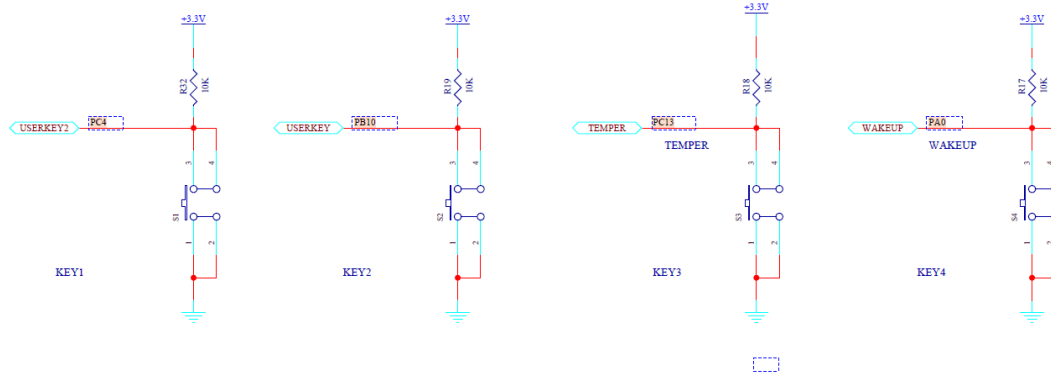 +3.3V
R32
10K
USERKEY2
PC4
3
4
S1
1
2
KEY1
+3.3V
R19
10K
USERKEY
PB10
3
4
S2
1
2
KEY2
+3.3V
R18
10K
TEMPER
PC13
TEMPER
3
4
S3
1
2
KEY3
+3.3V
R17
10K
WAKEUP
PA0
WAKEUP
3
4
S4
1
2
KEY4